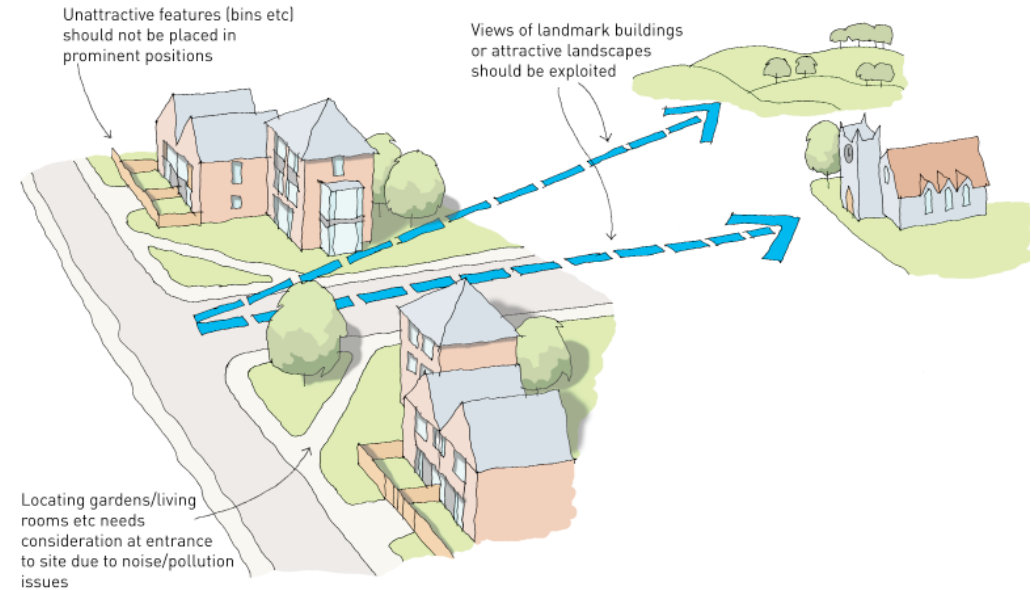 Unattractive features (bins etc)
should not be placed in
prominent positions
Views of landmark buildings
or attractive landscapes
should be exploited
Locating gardens/living
rooms etc needs
consideration at entrance
to site due to noise/pollution
issues